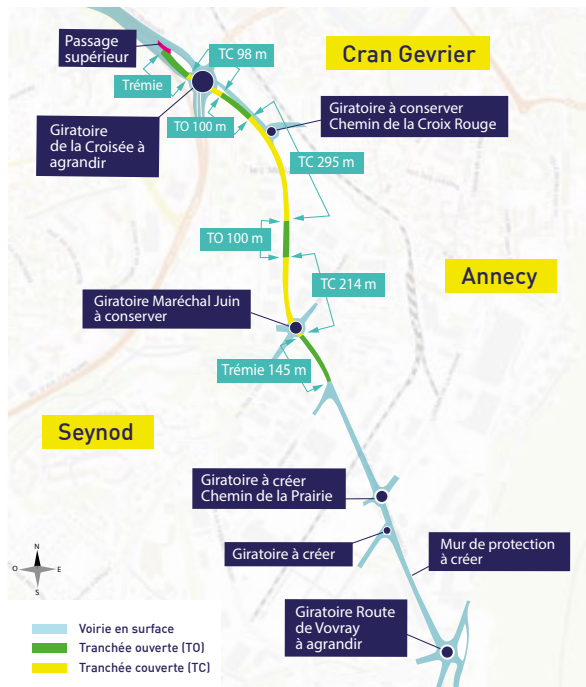 Passage
supérieur
TC 98 m
Cran Gevrier
Trémie
Giratoire à conserver
Chemin de la Croix Rouge
Giratoire
de la Croisée à
agrandir
TO 100 m
TC 295 m
TO 100 m
Annecy
TC 214 m
Giratoire Maréchal Juin
à conserver
Trémie 145 m
Seynod
Giratoire à créer
Chemin de la Prairie
Giratoire à créer
Mur de protection
à créer
N
O
E
S
Giratoire Route
de Vovray
à agrandir
Voirie en surface
Tranchée ouverte (TO)
Tranchée couverte (TC)